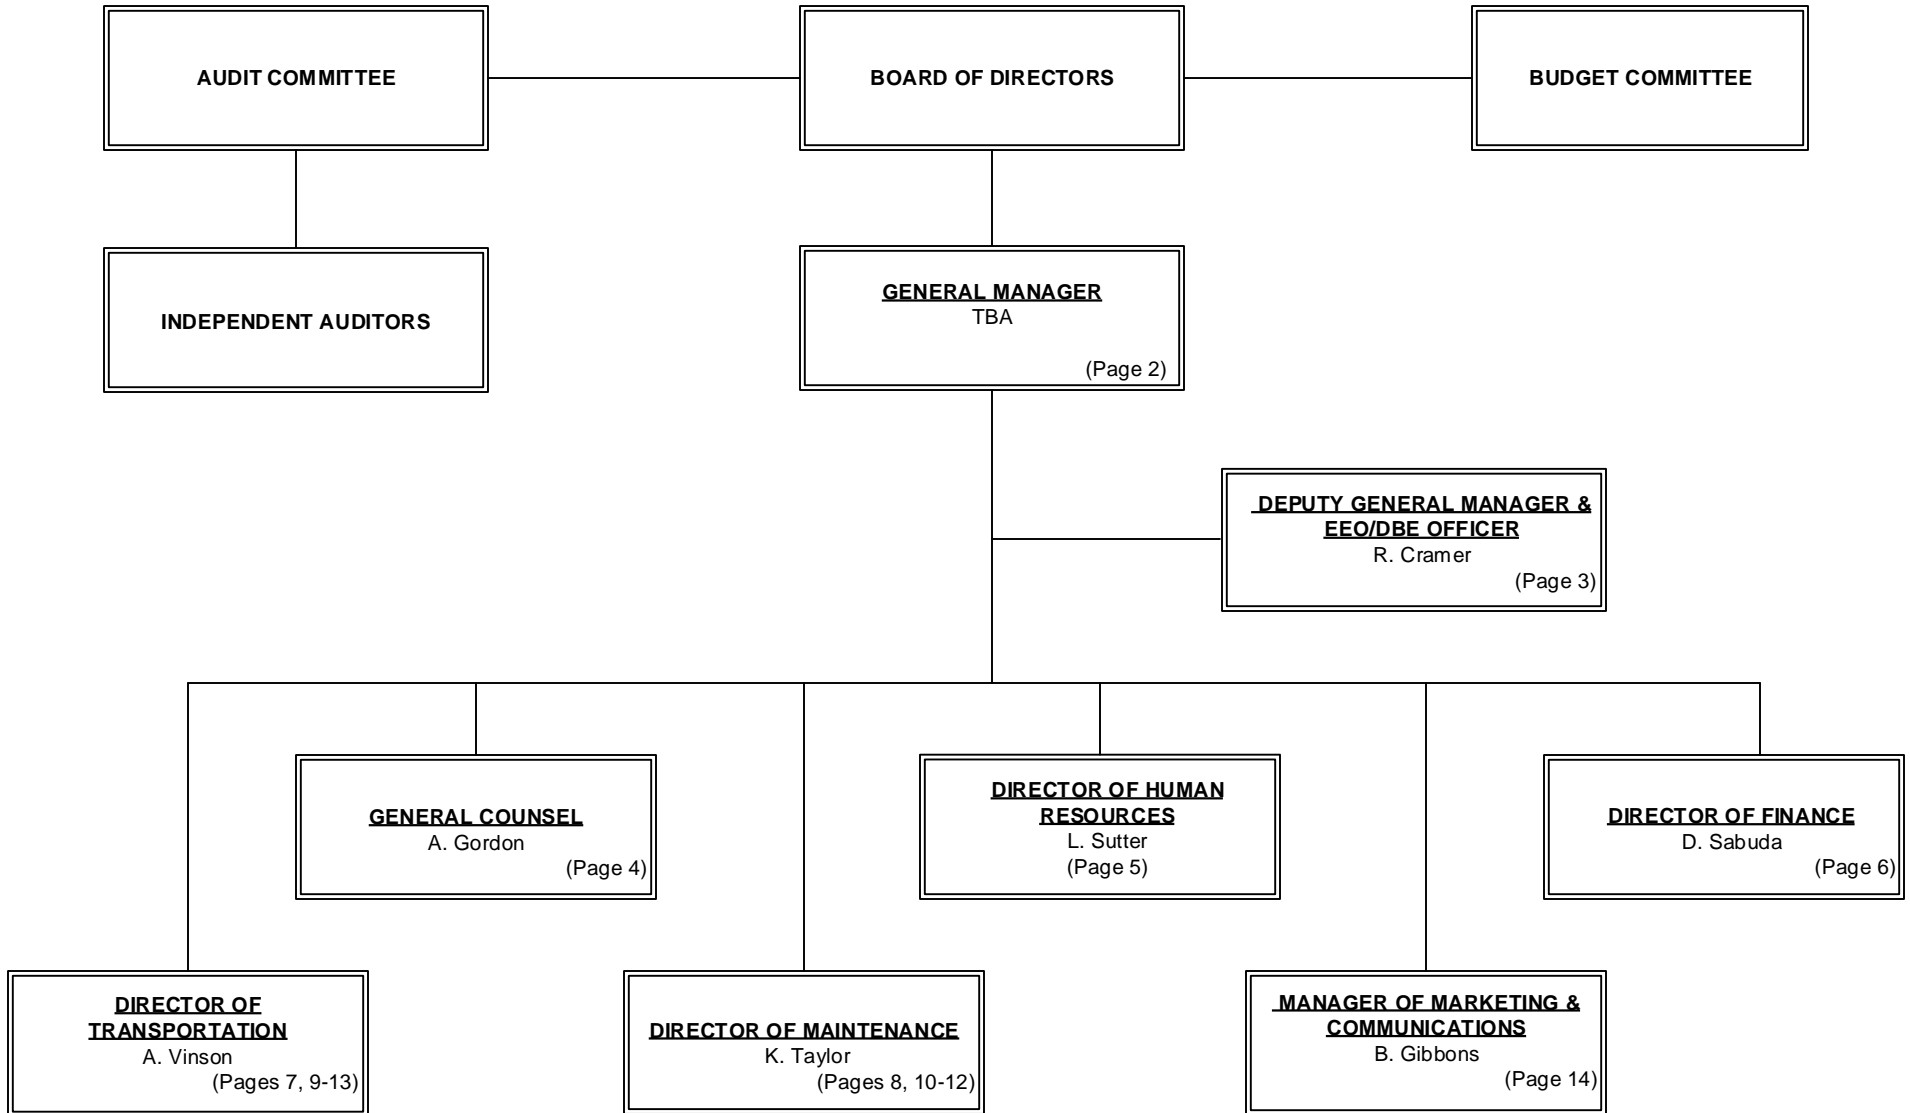 AUDIT COMMITTEE
BOARD OF DIRECTORS
BUDGET COMMITTEE
INDEPENDENT AUDITORS
GENERAL MANAGER
TBA
(Page 2)
DEPUTY GENERAL MANAGER &
EEO/DBE OFFICER
R. Cramer
(Page 3)
GENERAL COUNSEL
A. Gordon
(Page 4)
DIRECTOR OF HUMAN
RESOURCES
L. Sutter
(Page 5)
DIRECTOR OF FINANCE
D. Sabuda
(Page 6)
DIRECTOR OF
TRANSPORTATION
A. Vinson
(Pages 7, 9-13)
DIRECTOR OF MAINTENANCE
K. Taylor
(Pages 8, 10-12)
MANAGER OF MARKETING &
COMMUNICATIONS
B. Gibbons
(Page 14)